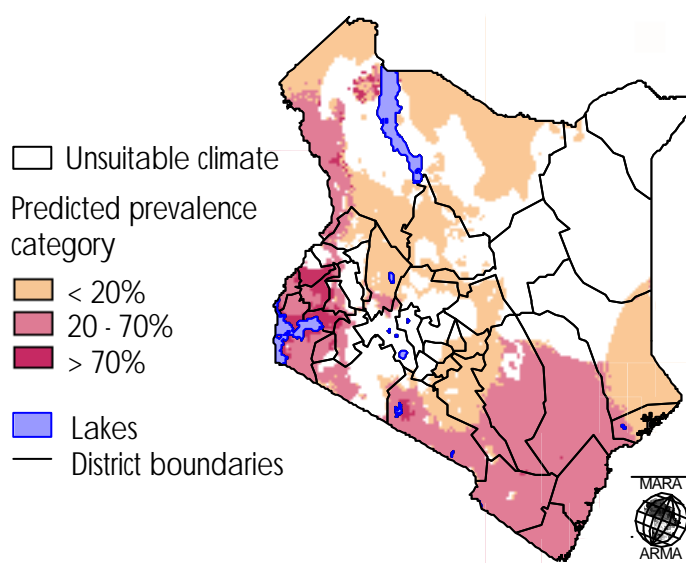 Unsuitable climate
Predicted prevalence
category
< 20%
20 - 70%
> 70%
Lakes
District boundaries
MARA
ARMA